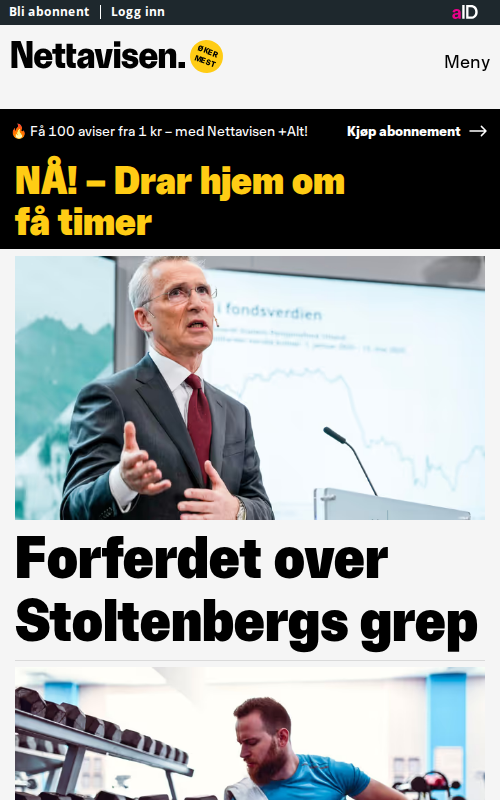 Bli abonnent | Logg inn
aID
Nettavisen.
ØKER
MEST
Meny
🔥 Få 100 aviser fra 1 kr – med Nettavisen +Alt!
Kjøp abonnement →
NÅ! – Drar hjem om
få timer
i fondsverdien
Forferdet over
Stoltenbergs grep